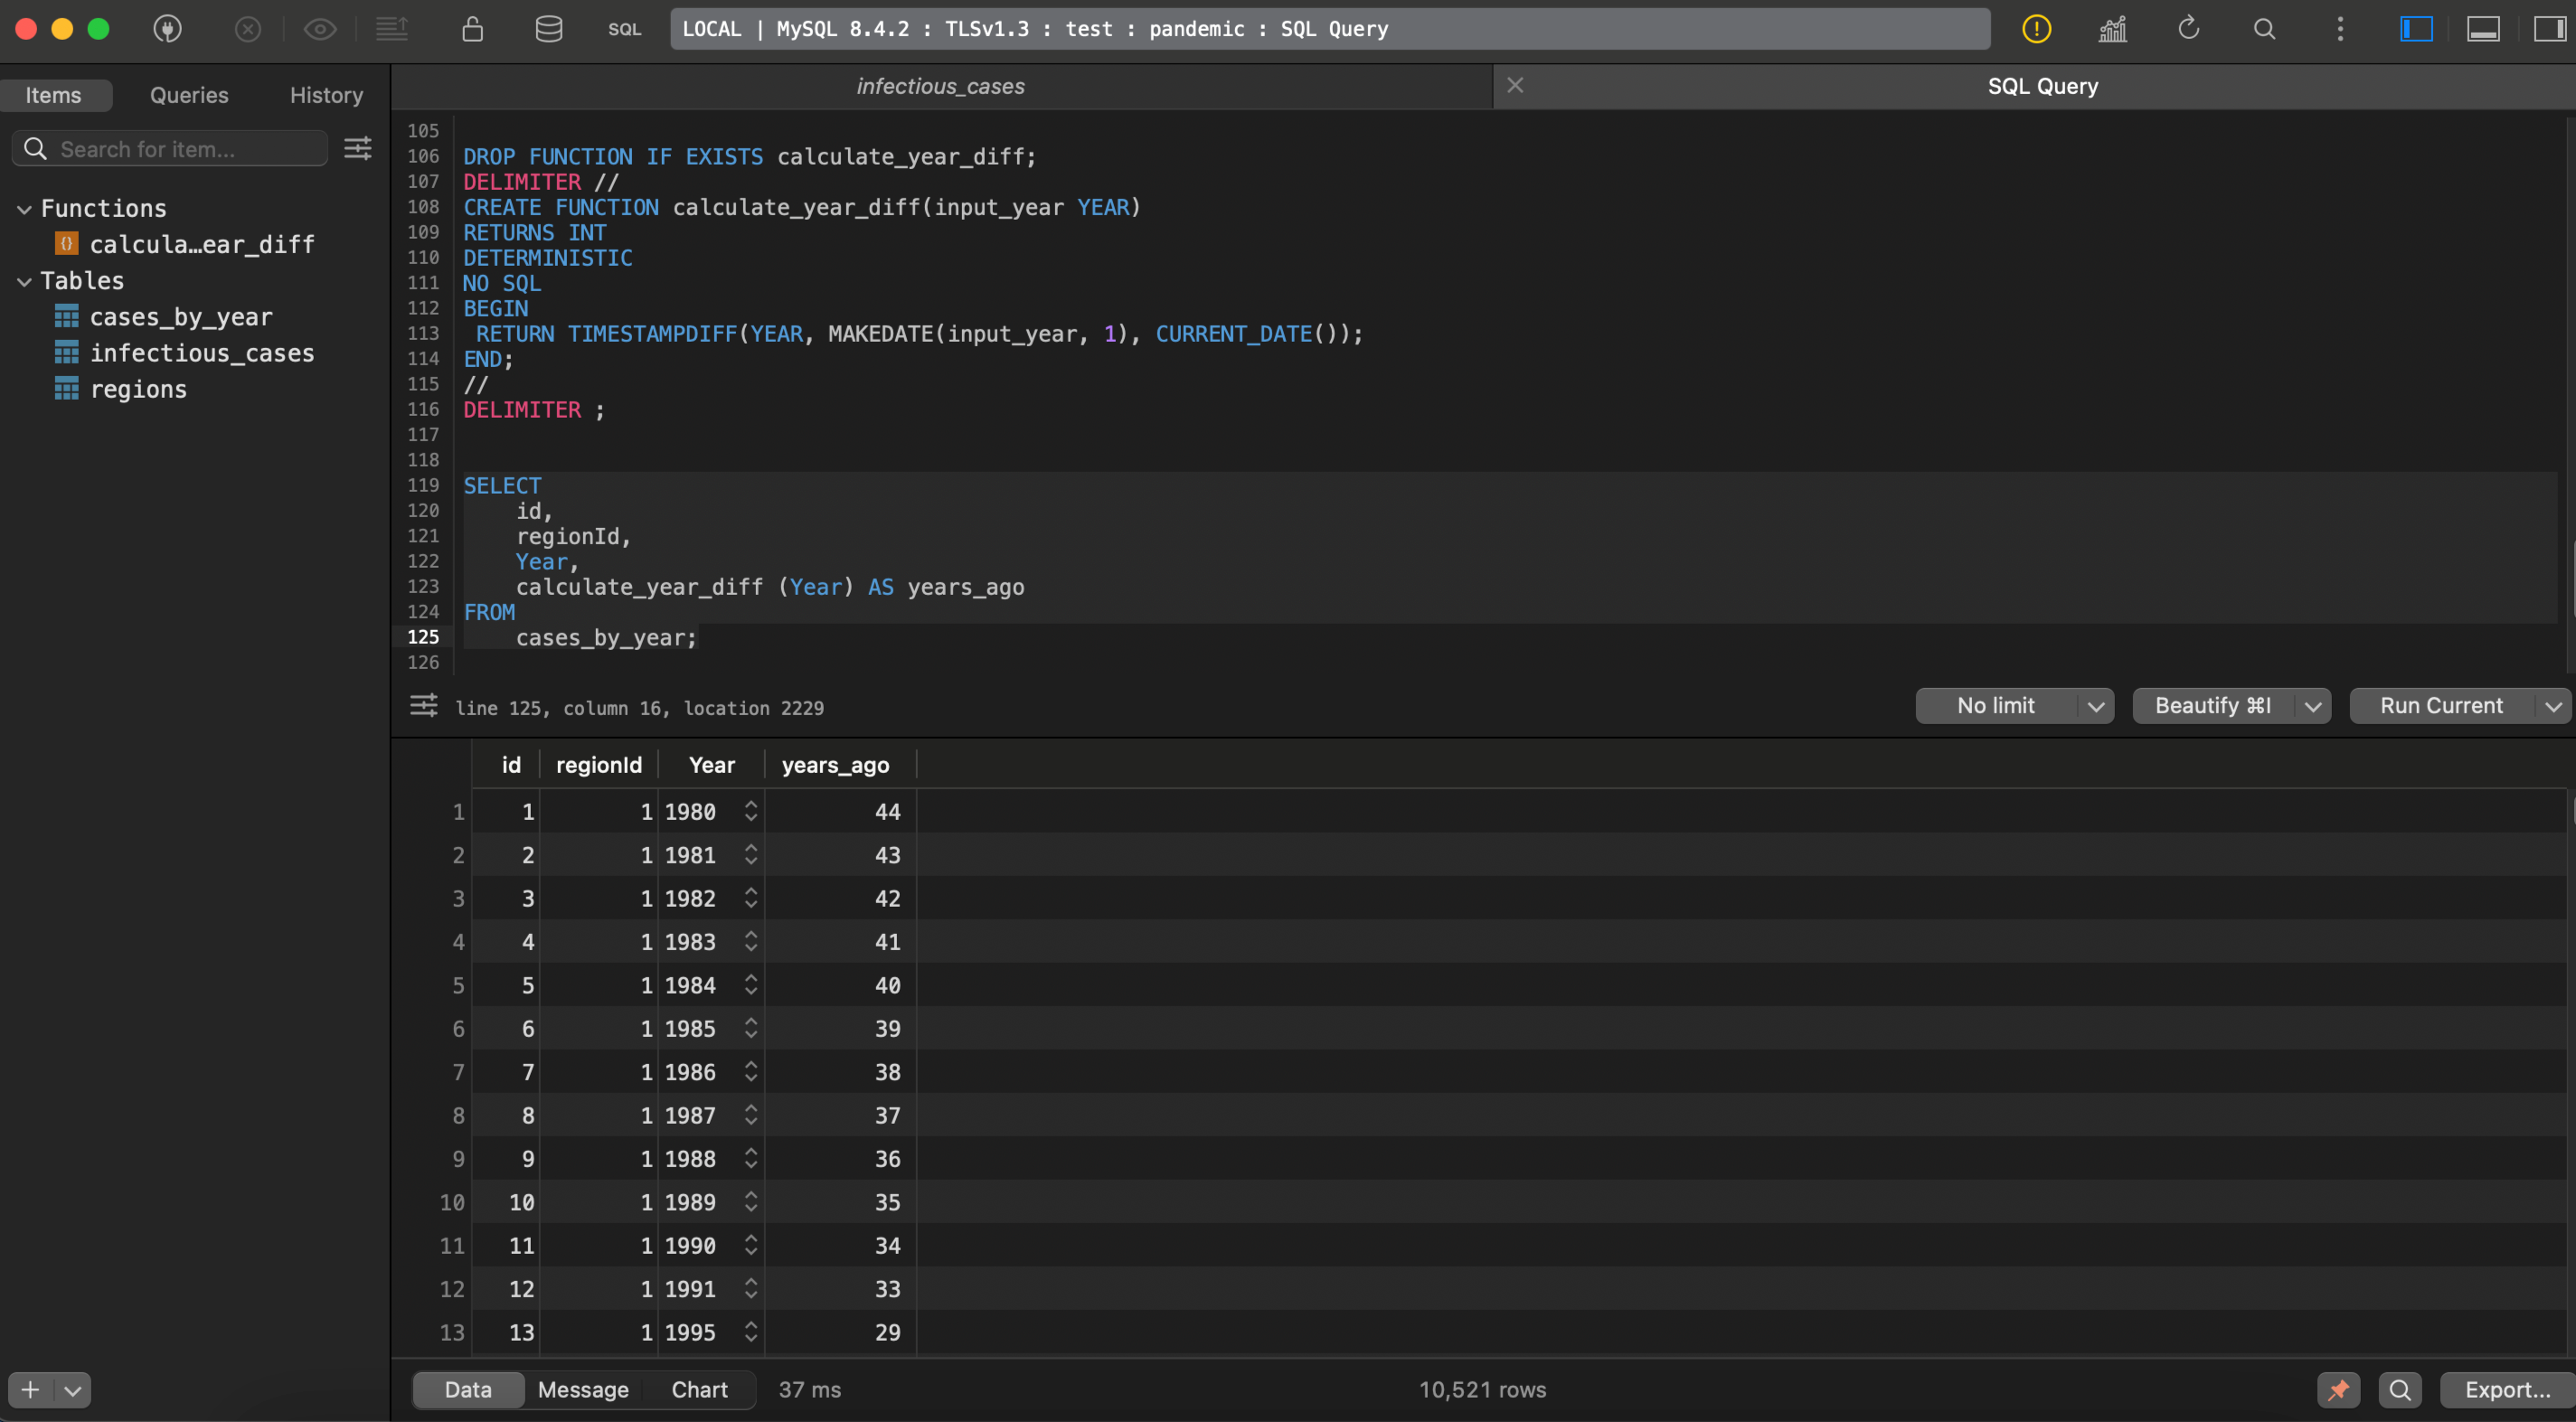 SQL
LOCAL | MySQL 8.4.2 : TLSv1.3 : test : pandemic : SQL Query
Items Queries History
Search for item...
Functions
calcula…ear_diff
Tables
cases_by_year
infectious_cases
regions
infectious_cases SQL Query
105
106 DROP FUNCTION IF EXISTS calculate_year_diff;
107 DELIMITER //
108 CREATE FUNCTION calculate_year_diff(input_year YEAR)
109 RETURNS INT
110 DETERMINISTIC
111 NO SQL
112 BEGIN
113 RETURN TIMESTAMPDIFF(YEAR, MAKEDATE(input_year, 1), CURRENT_DATE());
114 END;
115 //
116 DELIMITER ;
117
118
119 SELECT
120 id,
121 regionId,
122 Year,
123 calculate_year_diff (Year) AS years_ago
124 FROM
125 cases_by_year;
126
line 125, column 16, location 2229 No limit Beautify ⌘I Run Current
id regionId Year years_ago
1 1 1 1980 44
2 2 1 1981 43
3 3 1 1982 42
4 4 1 1983 41
5 5 1 1984 40
6 6 1 1985 39
7 7 1 1986 38
8 8 1 1987 37
9 9 1 1988 36
10 10 1 1989 35
11 11 1 1990 34
12 12 1 1991 33
13 13 1 1995 29
Data Message Chart 37 ms 10,521 rows Export...